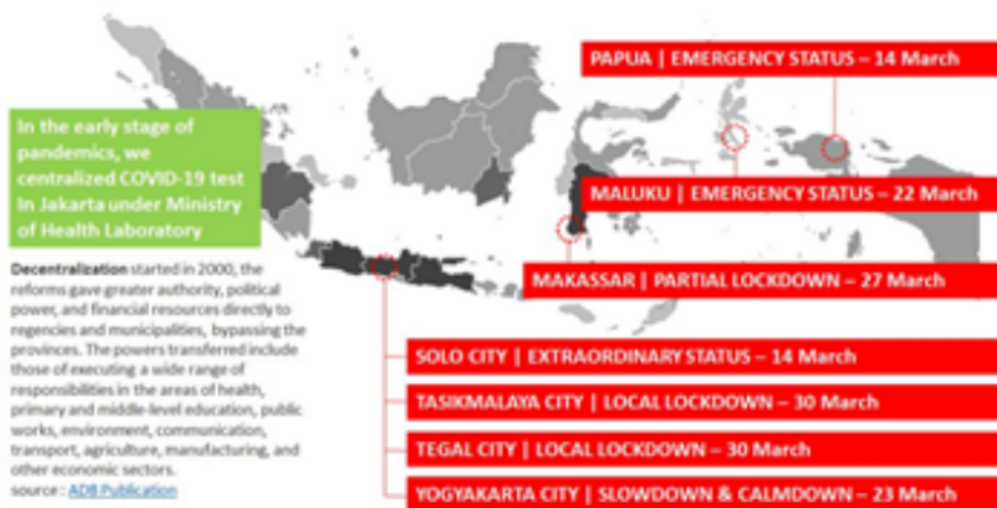 PAPUA | EMERGENCY STATUS – 14 March
In the early stage of
pandemics, we
centralized COVID-19 test
In Jakarta under Ministry
of Health Laboratory
MALUKU | EMERGENCY STATUS – 22 March
Decentralization started in 2000, the
reforms gave greater authority, political
power, and financial resources directly to
regencies and municipalities, bypassing the
provinces. The powers transferred include
those of executing a wide range of
responsibilities in the areas of health,
primary and middle-level education, public
works, environment, communication,
transport, agriculture, manufacturing, and
other economic sectors.
source : ADB Publication
MAKASSAR | PARTIAL LOCKDOWN – 27 March
SOLO CITY | EXTRAORDINARY STATUS – 14 March
TASIKMALAYA CITY | LOCAL LOCKDOWN – 30 March
TEGAL CITY | LOCAL LOCKDOWN – 30 March
YOGYAKARTA CITY | SLOWDOWN & CALMDOWN – 23 March